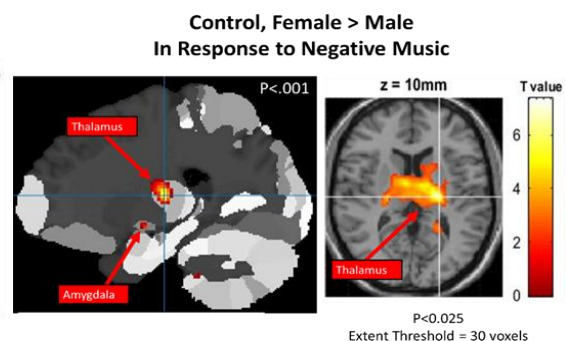 Control, Female > Male
In Response to Negative Music
P<.001
Thalamus
Amygdala
z = 10mm
T value
6
4
2
0
Thalamus
P<0.025
Extent Threshold = 30 voxels